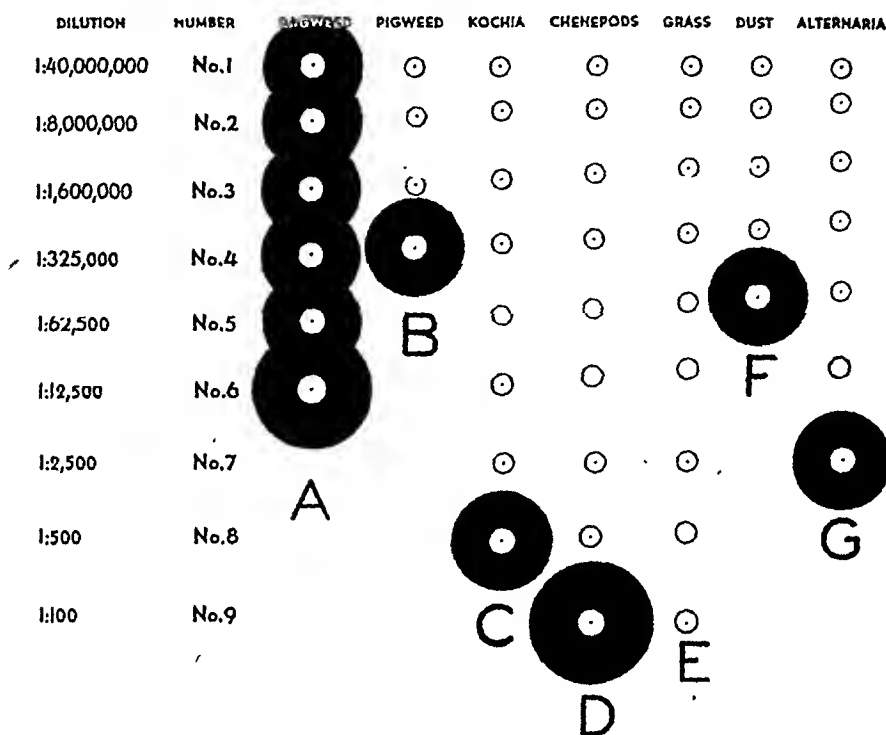 DILUTION NUMBER RAGWEED PIGWEED KOCHIA CHENEPODS GRASS DUST ALTERNARIA
1:40,000,000 No.1
1:8,000,000 No.2
1:1,600,000 No.3
1:325,000 No.4
1:62,500 No.5
B F
1:12,500 No.6
1:2,500 No.7
A
1:500 No.8 G
1:100 No.9
C E
D